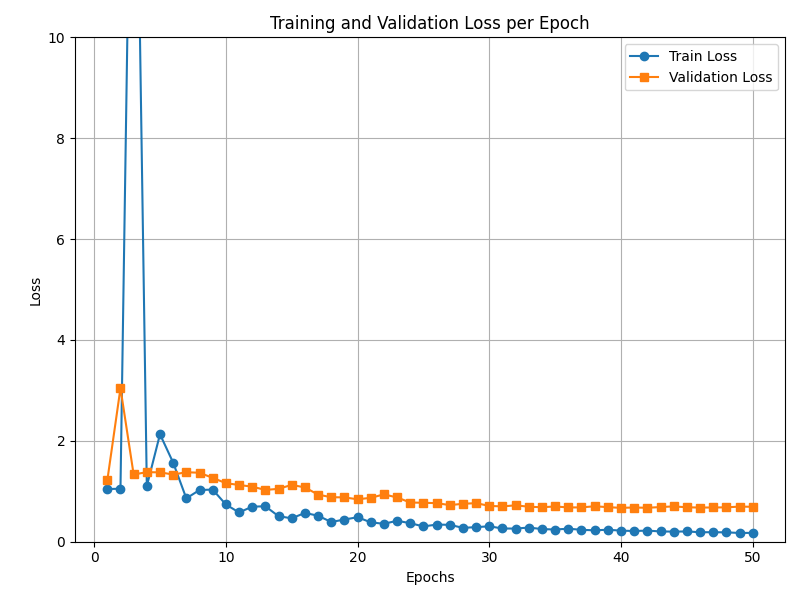 Training and Validation Loss per Epoch
10
8
6
4
2
0
Loss
Train Loss
Validation Loss
0 10 20 30 40 50
Epochs